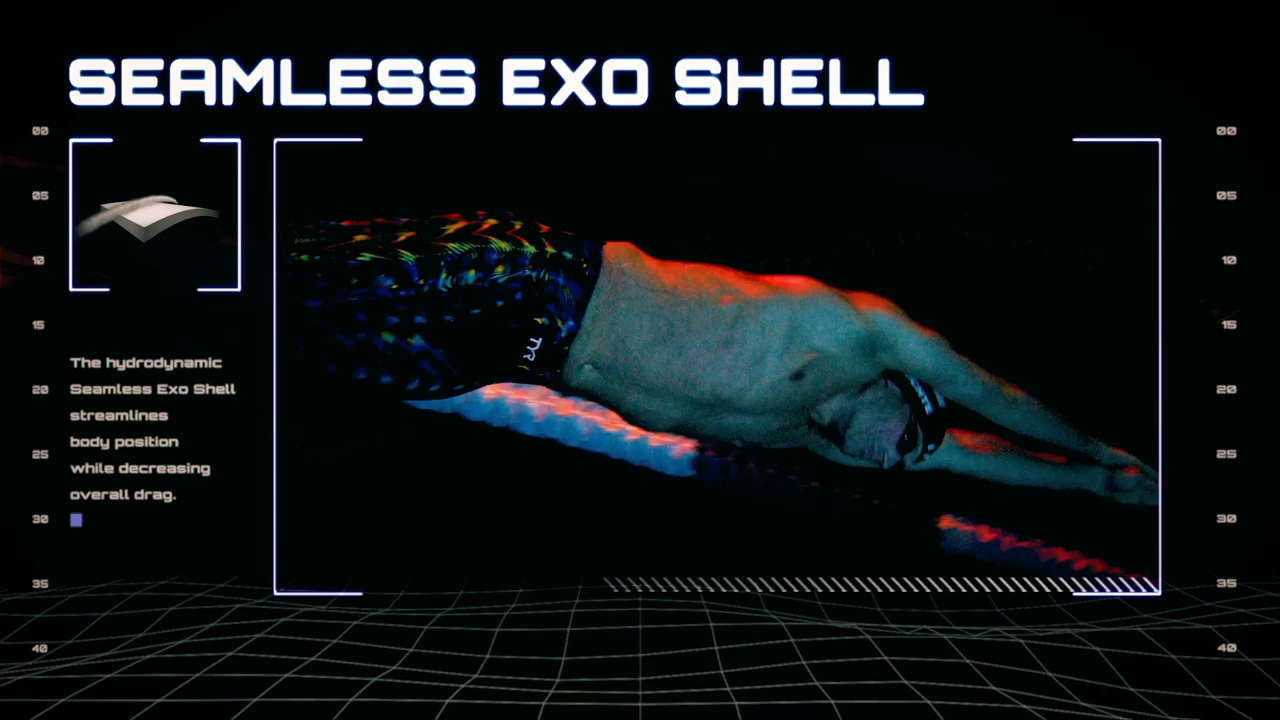 SEAMLESS EXO SHELL
00
00
05
05
10
10
15
15
The hydrodynamic
20
Seamless Exo Shell
20
streamlines
body position
25
25
while decreasing
overall drag.
30
30
35
35
40
40
TYR